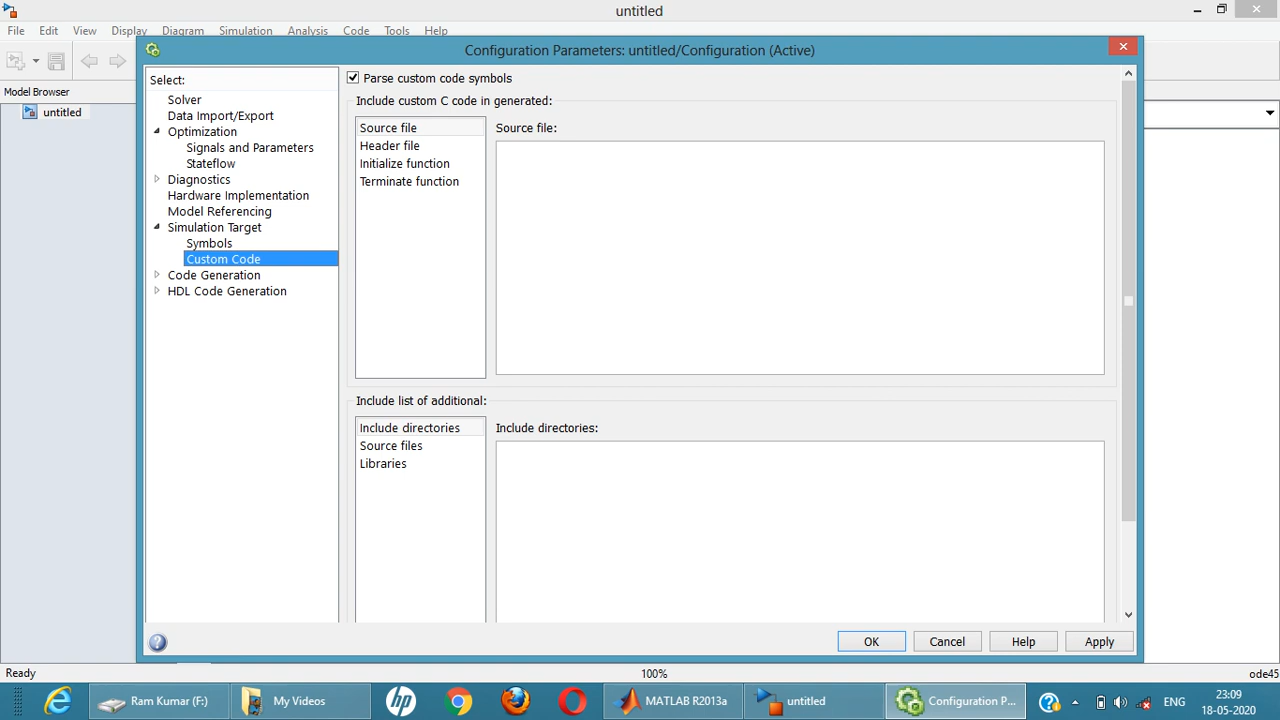 untitled
File Edit View Display Diagram Simulation Analysis Code Tools Help
Configuration Parameters: untitled/Configuration (Active)
Model Browser
untitled
Select:
Solver
Data Import/Export
Optimization
Signals and Parameters
Stateflow
Diagnostics
Hardware Implementation
Model Referencing
Simulation Target
Symbols
Custom Code
Code Generation
HDL Code Generation
Parse custom code symbols
Include custom C code in generated:
Source file
Header file
Initialize function
Terminate function
Source file:
Include list of additional:
Include directories
Source files
Libraries
Include directories:
OK Cancel Help Apply
Ready 100% ode45
Ram Kumar (F:) My Videos hp MATLAB R2013a untitled Configuration P... ENG 23:09
18-05-2020